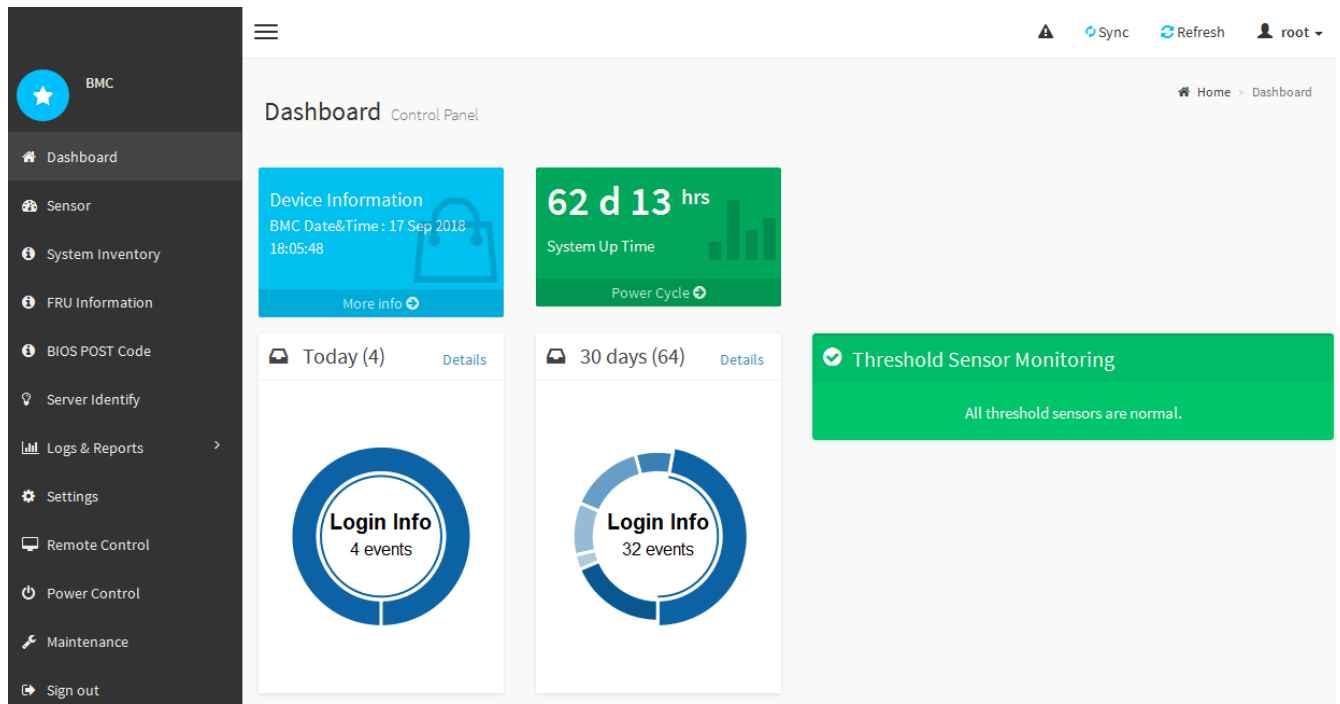 Sync
Refresh
root
BMC
Home > Dashboard
Dashboard Control Panel
Dashboard
Sensor
System Inventory
FRU Information
BIOS POST Code
Server Identify
Logs & Reports
Settings
Remote Control
Power Control
Maintenance
Sign out
Device Information
BMC Date&Time : 17 Sep 2018
18:05:48
More info
62 d 13 hrs
System Up Time
Power Cycle
Today (4) Details
Login Info
4 events
30 days (64) Details
Login Info
32 events
Threshold Sensor Monitoring
All threshold sensors are normal.